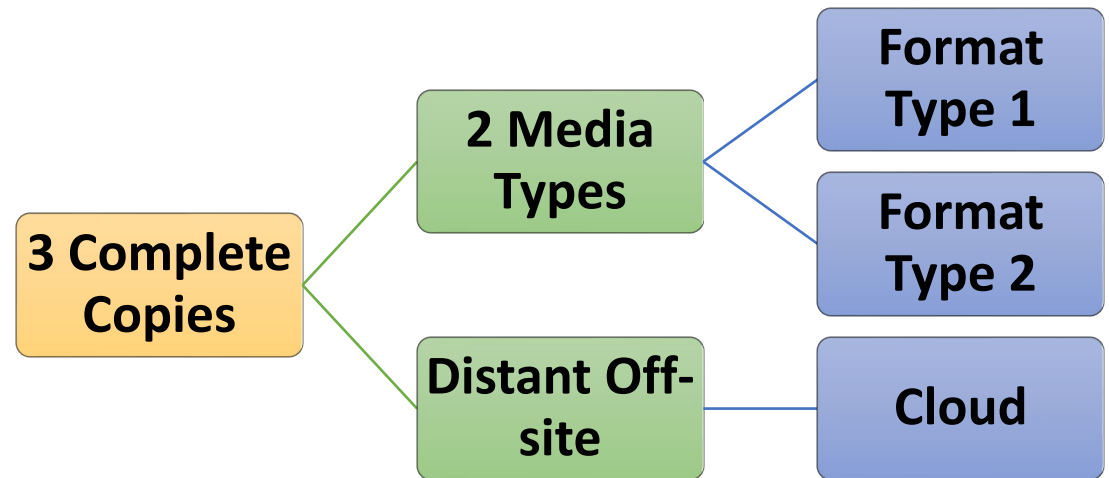 3 Complete
Copies
2 Media
Types
Distant Off-
site
Format
Type 1
Format
Type 2
Cloud